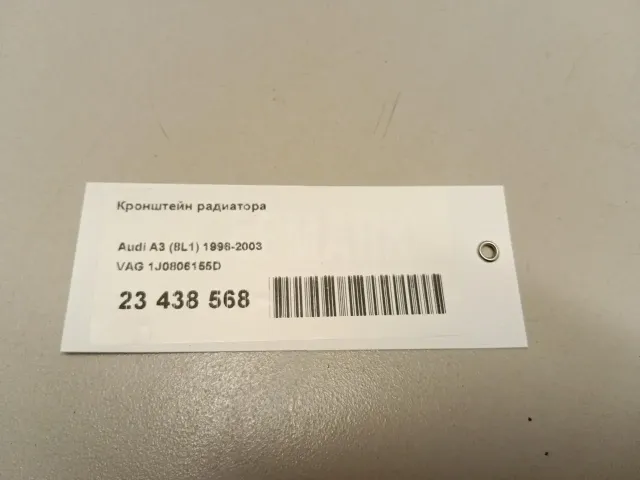 Кронштейн радиатора
Audi A3 (8L1) 1996-2003
VAG 1J0806155D
23 438 568